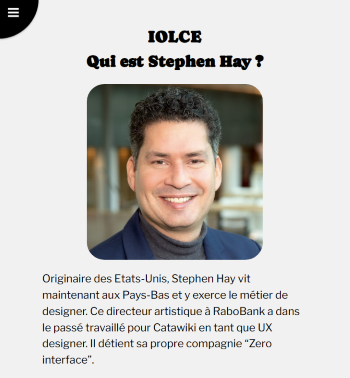 IOLCE
Qui est Stephen Hay ?
Originaire des Etats-Unis, Stephen Hay vit
maintenant aux Pays-Bas et y exerce le métier de
designer. Ce directeur artistique à RaboBank a dans
le passé travaillé pour Catawiki en tant que UX
designer. Il détient sa propre compagnie “Zero
interface”.